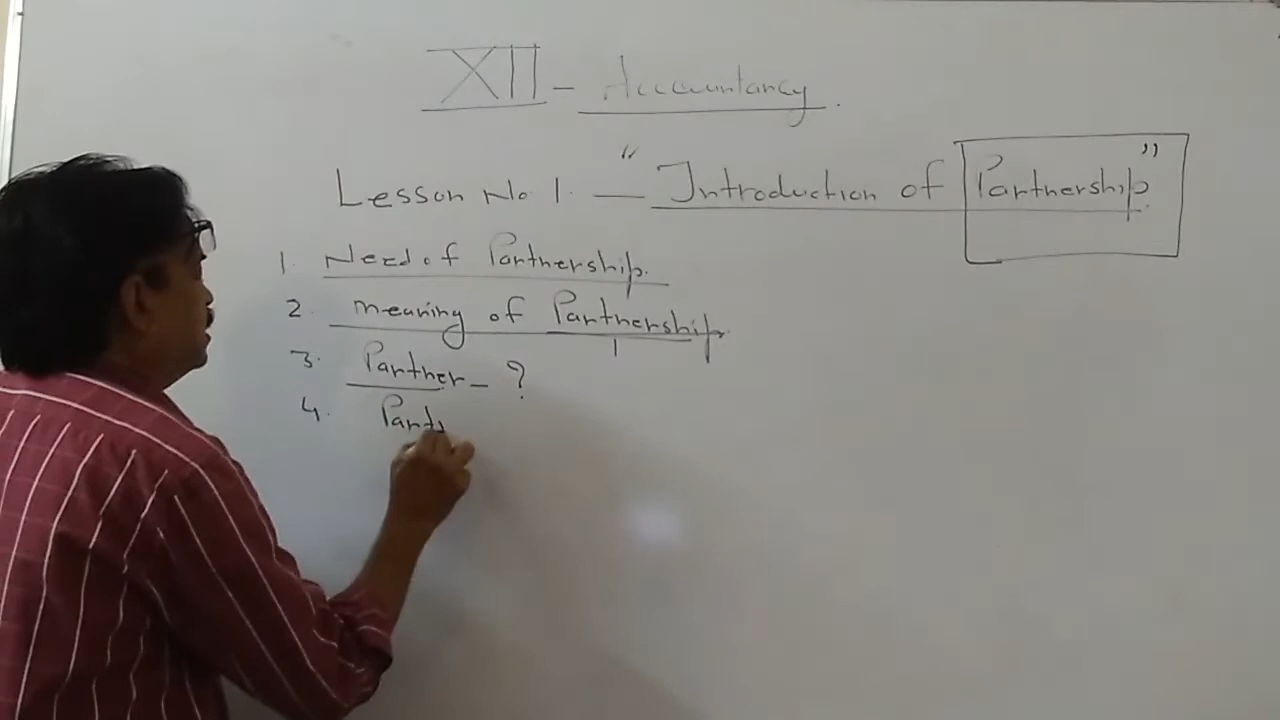 XII - Accountancy.
Lesson No 1. — "Introduction of Partnership"
1. Need of Partnership.
2. meaning of Partnership
3. Partner - ?
4. Part